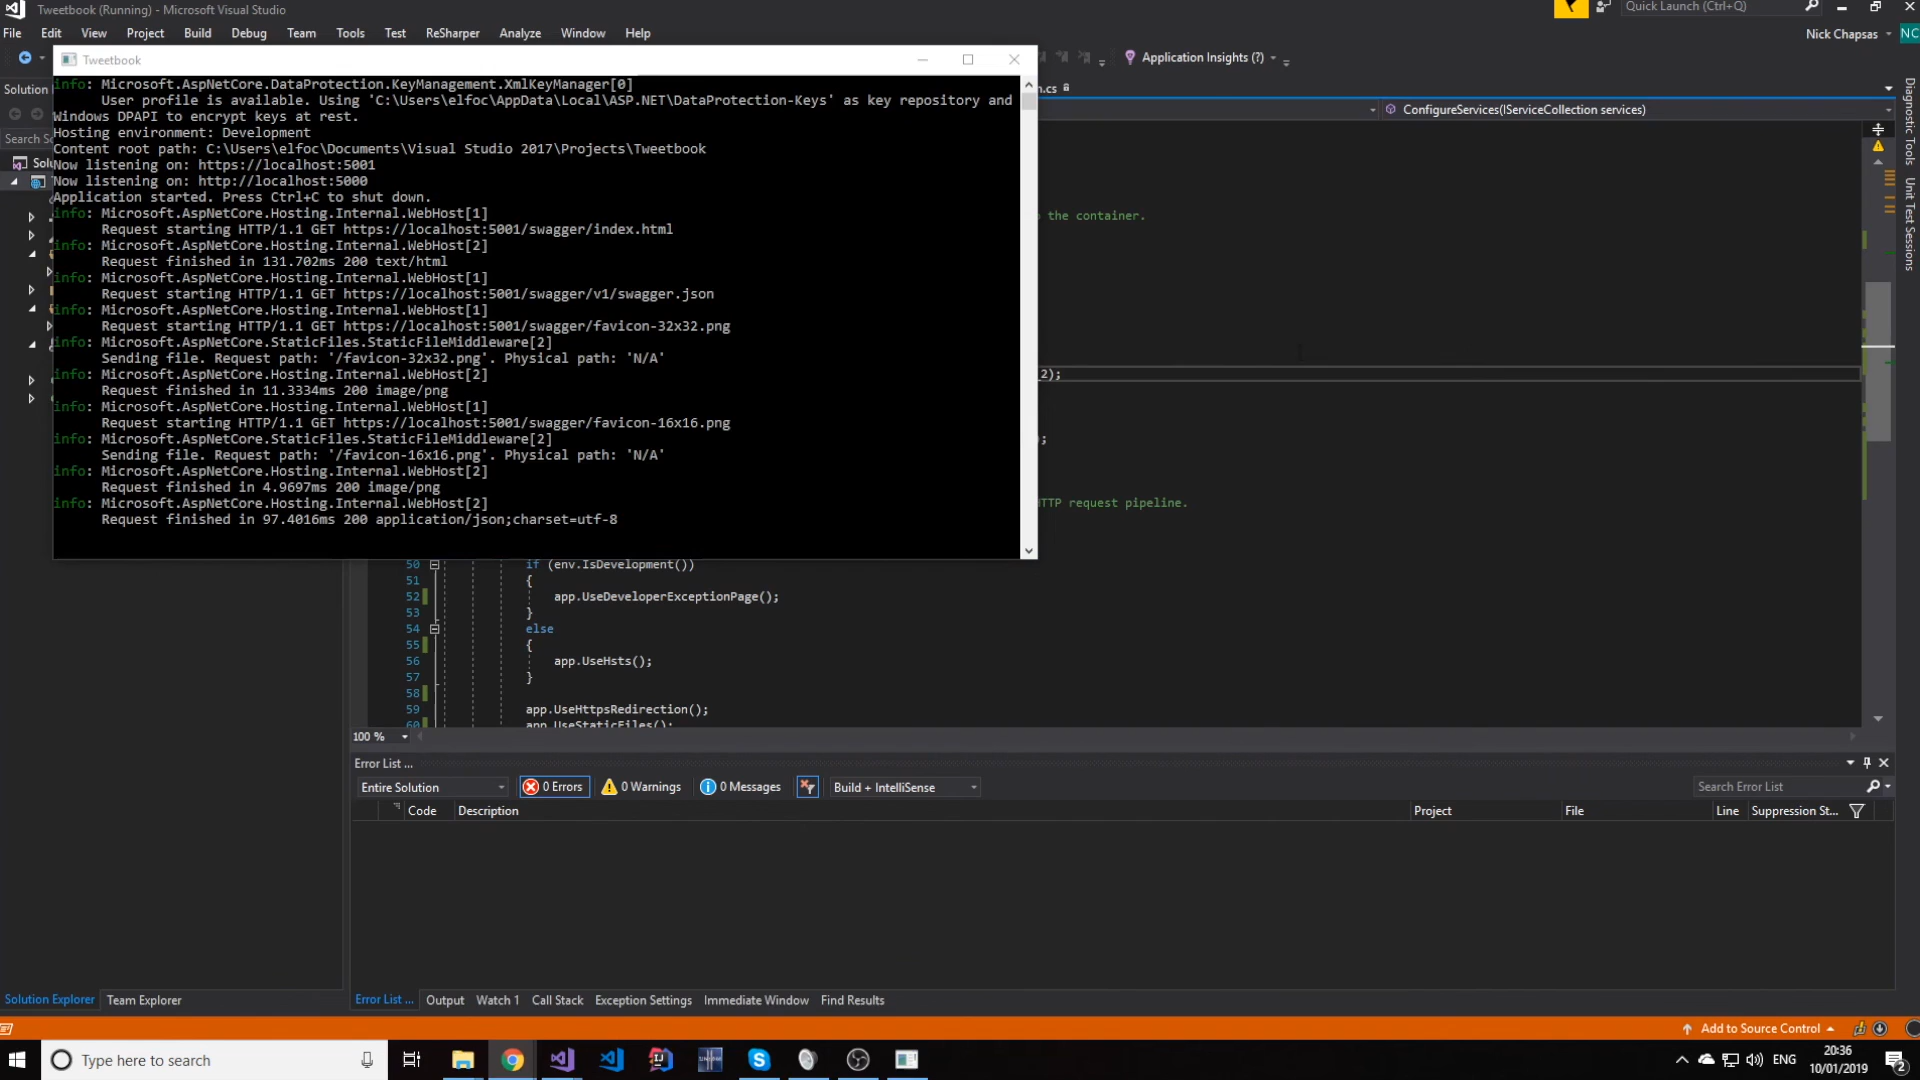 Tweetbook (Running) - Microsoft Visual Studio
Quick Launch (Ctrl+Q)
File Edit View Project Build Debug Team Tools Test ReSharper Analyze Window Help
Nick Chapsas NC
Tweetbook
Application Insights (?)
Solution
n.cs
ConfigureServices(IServiceCollection services)
Search So
Solu
Diagnostic Tools
Unit Test Sessions
info: Microsoft.AspNetCore.DataProtection.KeyManagement.XmlKeyManager[0]
User profile is available. Using 'C:\Users\elfoc\AppData\Local\ASP.NET\DataProtection-Keys' as key repository and
Windows DPAPI to encrypt keys at rest.
Hosting environment: Development
Content root path: C:\Users\elfoc\Documents\Visual Studio 2017\Projects\Tweetbook
Now listening on: https://localhost:5001
Now listening on: http://localhost:5000
Application started. Press Ctrl+C to shut down.
info: Microsoft.AspNetCore.Hosting.Internal.WebHost[1]
Request starting HTTP/1.1 GET https://localhost:5001/swagger/index.html
info: Microsoft.AspNetCore.Hosting.Internal.WebHost[2]
Request finished in 131.702ms 200 text/html
info: Microsoft.AspNetCore.Hosting.Internal.WebHost[1]
Request starting HTTP/1.1 GET https://localhost:5001/swagger/v1/swagger.json
info: Microsoft.AspNetCore.Hosting.Internal.WebHost[1]
Request starting HTTP/1.1 GET https://localhost:5001/swagger/favicon-32x32.png
info: Microsoft.AspNetCore.StaticFiles.StaticFileMiddleware[2]
Sending file. Request path: '/favicon-32x32.png'. Physical path: 'N/A'
info: Microsoft.AspNetCore.Hosting.Internal.WebHost[2]
Request finished in 11.3334ms 200 image/png
info: Microsoft.AspNetCore.Hosting.Internal.WebHost[1]
Request starting HTTP/1.1 GET https://localhost:5001/swagger/favicon-16x16.png
info: Microsoft.AspNetCore.StaticFiles.StaticFileMiddleware[2]
Sending file. Request path: '/favicon-16x16.png'. Physical path: 'N/A'
info: Microsoft.AspNetCore.Hosting.Internal.WebHost[2]
Request finished in 4.9697ms 200 image/png
info: Microsoft.AspNetCore.Hosting.Internal.WebHost[2]
Request finished in 97.4016ms 200 application/json;charset=utf-8
the container.
_2);
);
HTTP request pipeline.
50 if (env.IsDevelopment())
51 {
52 app.UseDeveloperExceptionPage();
53 }
54 else
55 {
56 app.UseHsts();
57 }
58
59 app.UseHttpsRedirection();
60 app.UseStaticFiles();
100 %
Error List ...
Entire Solution 0 Errors 0 Warnings 0 Messages Build + IntelliSense Search Error List
Code Description Project File Line Suppression St...
Solution Explorer Team Explorer Error List ... Output Watch 1 Call Stack Exception Settings Immediate Window Find Results
Add to Source Control
Type here to search
ENG
20:36
10/01/2019
2